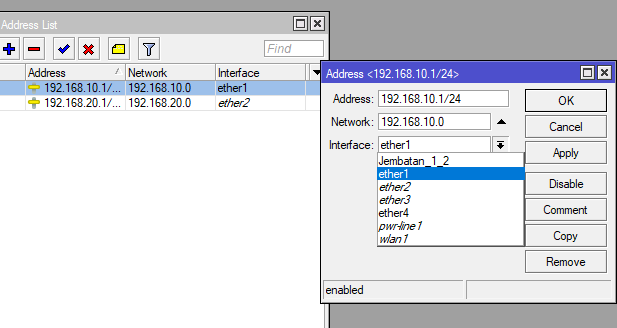 Address List
Find
Address Network Interface
192.168.10.1/... 192.168.10.0 ether1
192.168.20.1/... 192.168.20.0 ether2
Address <192.168.10.1/24>
Address: 192.168.10.1/24
Network: 192.168.10.0
Interface: ether1
Jembatan_1_2
ether1
ether2
ether3
ether4
pwr-line1
wlan1
OK
Cancel
Apply
Disable
Comment
Copy
Remove
enabled